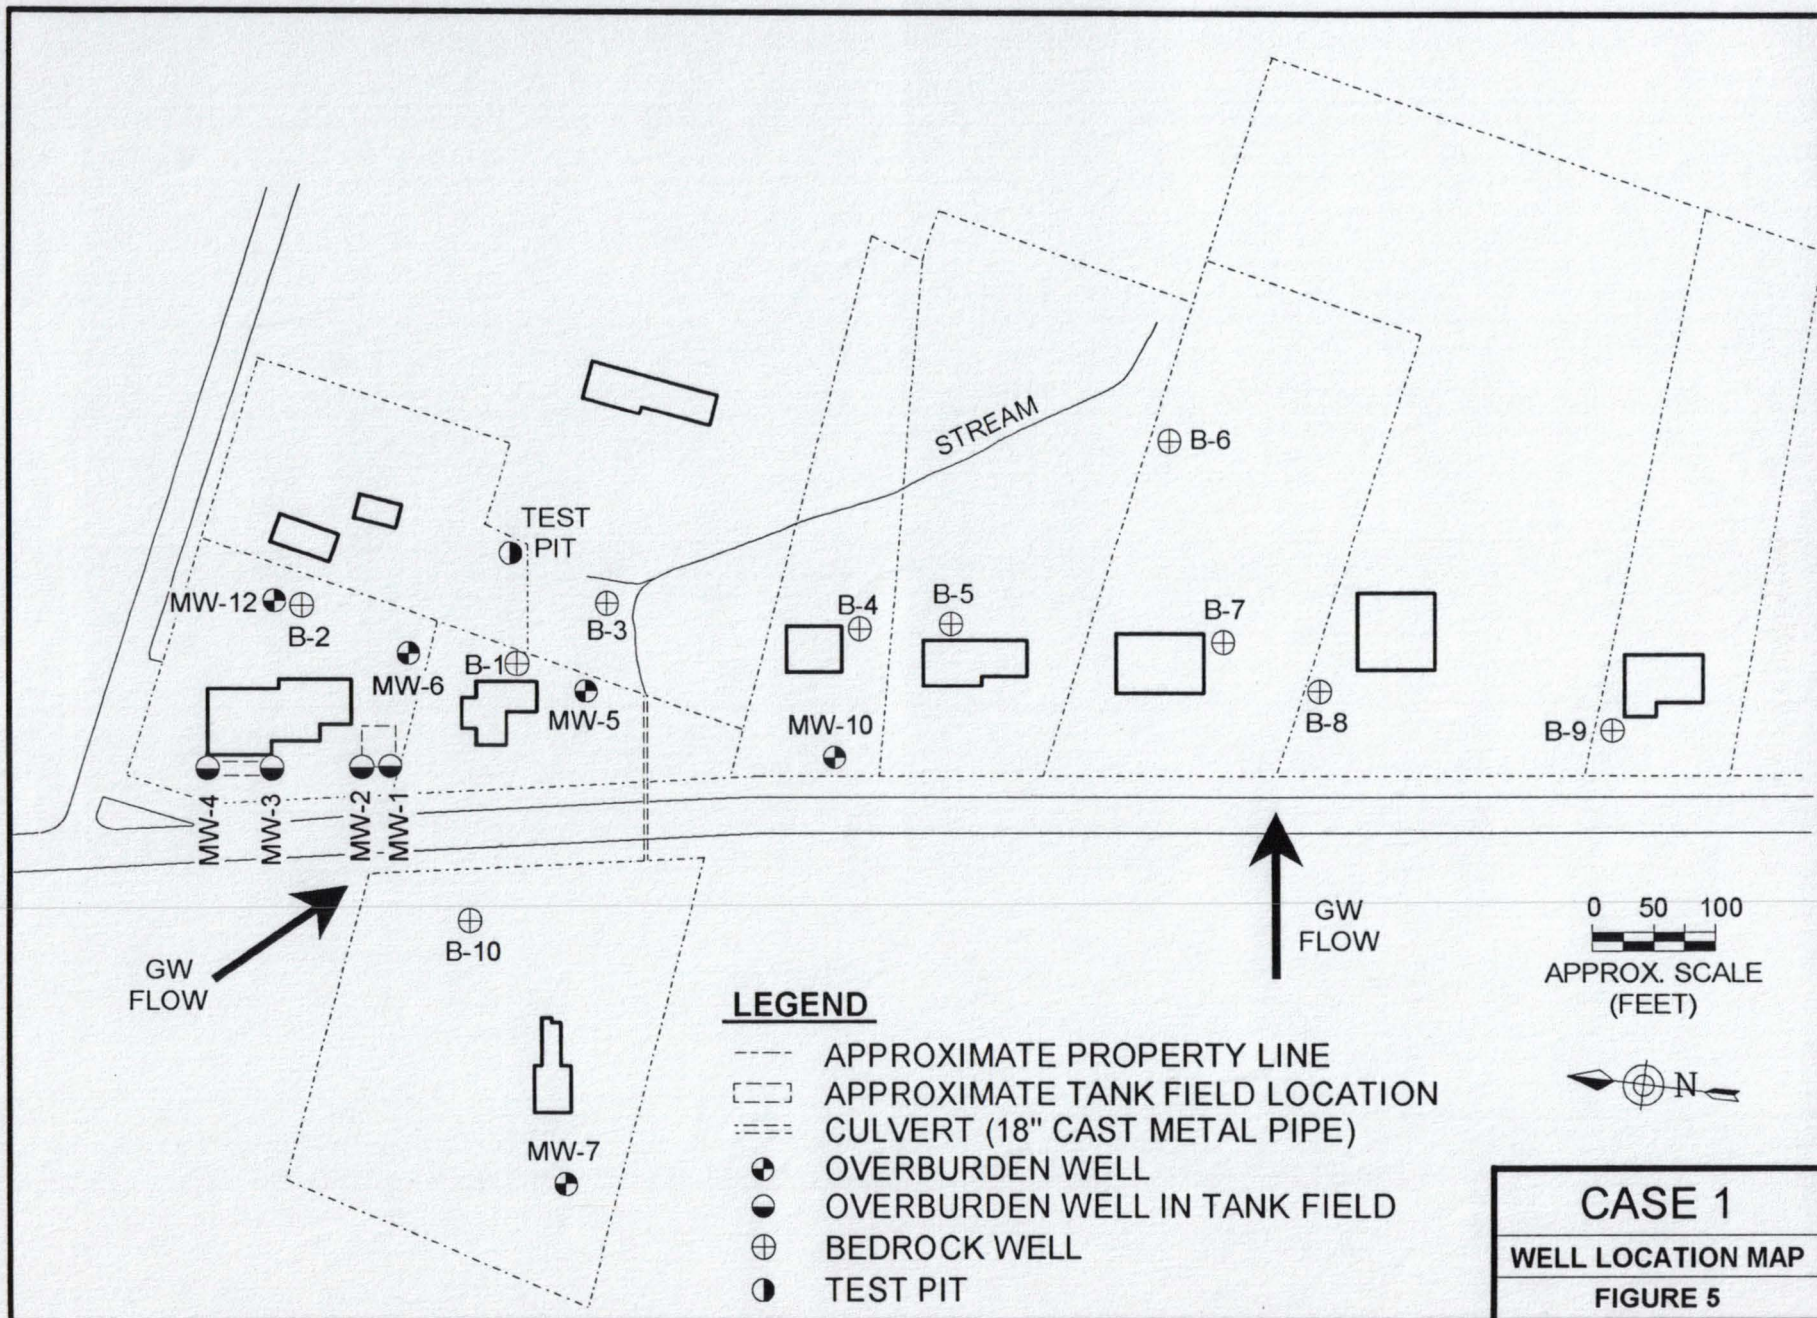 STREAM
B-6
TEST
PIT
MW-12
B-2
B-3
B-4
B-5
B-7
B-1
MW-6
MW-5
MW-10
B-8
B-9
MW-4
MW-3
MW-2
MW-1
B-10
GW
FLOW
GW
FLOW
0 50 100
APPROX. SCALE
(FEET)
N
MW-7
LEGEND
APPROXIMATE PROPERTY LINE
APPROXIMATE TANK FIELD LOCATION
CULVERT (18" CAST METAL PIPE)
OVERBURDEN WELL
OVERBURDEN WELL IN TANK FIELD
BEDROCK WELL
TEST PIT
CASE 1
WELL LOCATION MAP
FIGURE 5